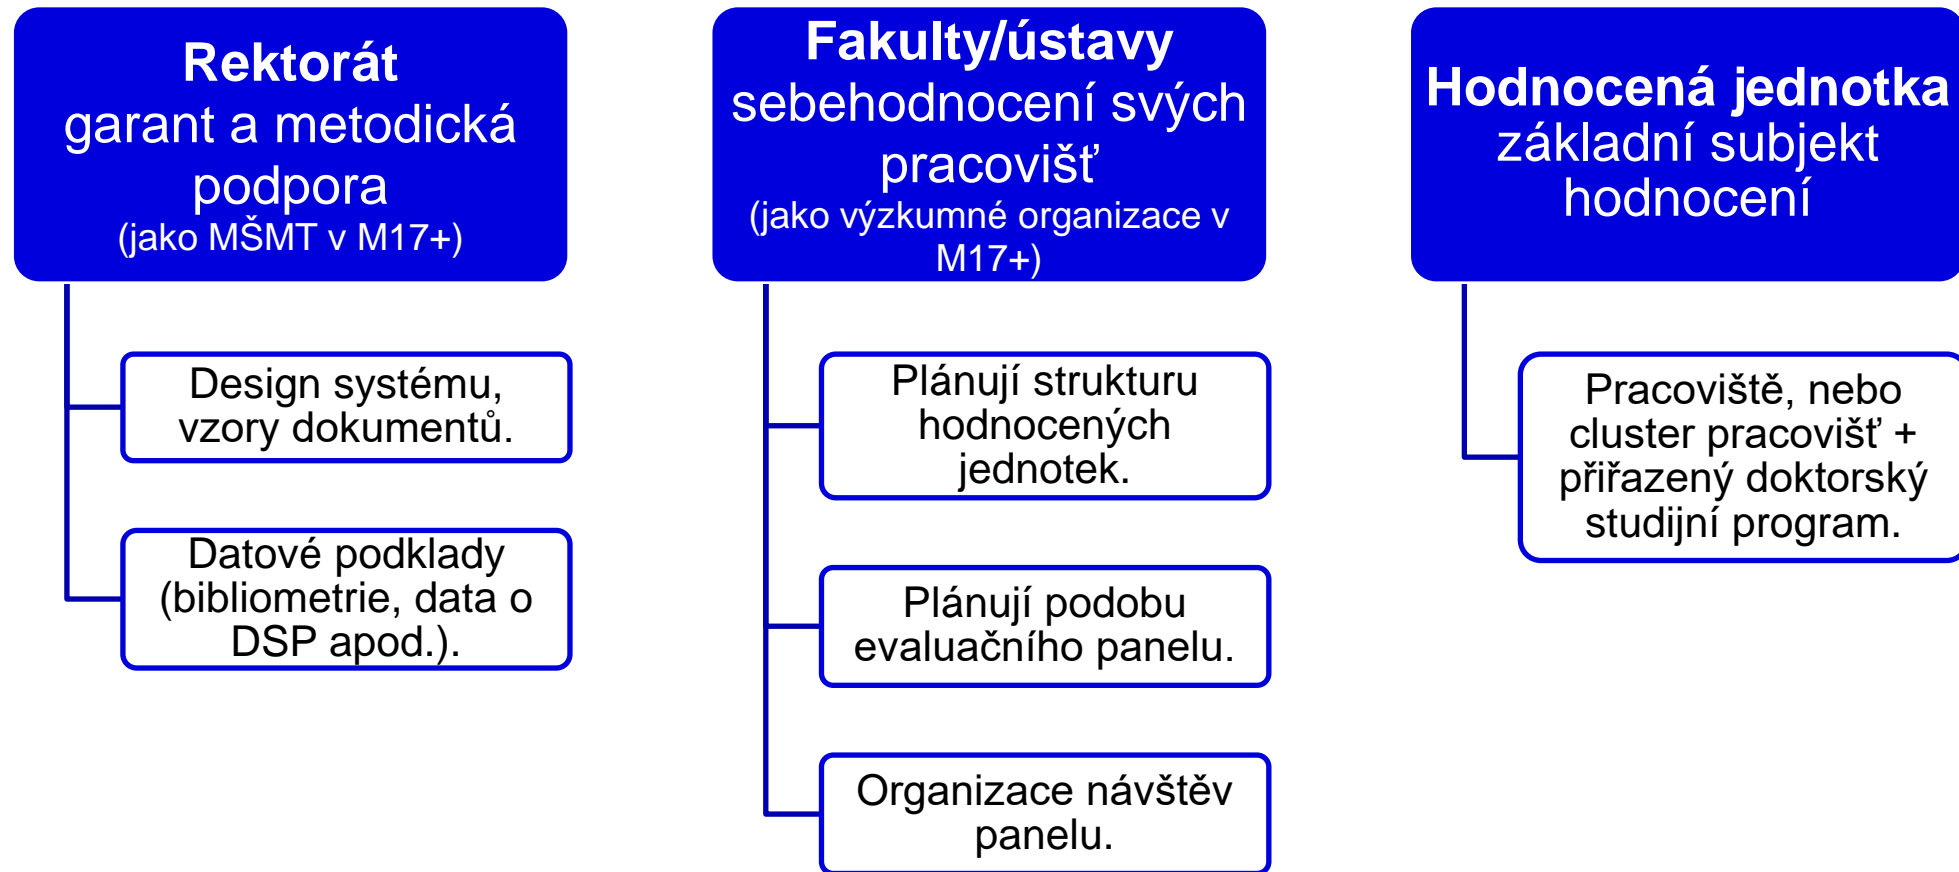 Rektorát
garant a metodická
podpora
(jako MŠMT v M17+)
Design systému,
vzory dokumentů.
Datové podklady
(bibliometrie, data o
DSP apod.).
Fakulty/ústavy
sebehodnocení svých
pracovišť
(jako výzkumné organizace v
M17+)
Plánují strukturu
hodnocených
jednotek.
Plánují podobu
evaluačního panelu.
Organizace návštěv
panelu.
Hodnocená jednotka
základní subjekt
hodnocení
Pracoviště, nebo
cluster pracovišť +
přiřazený doktorský
studijní program.